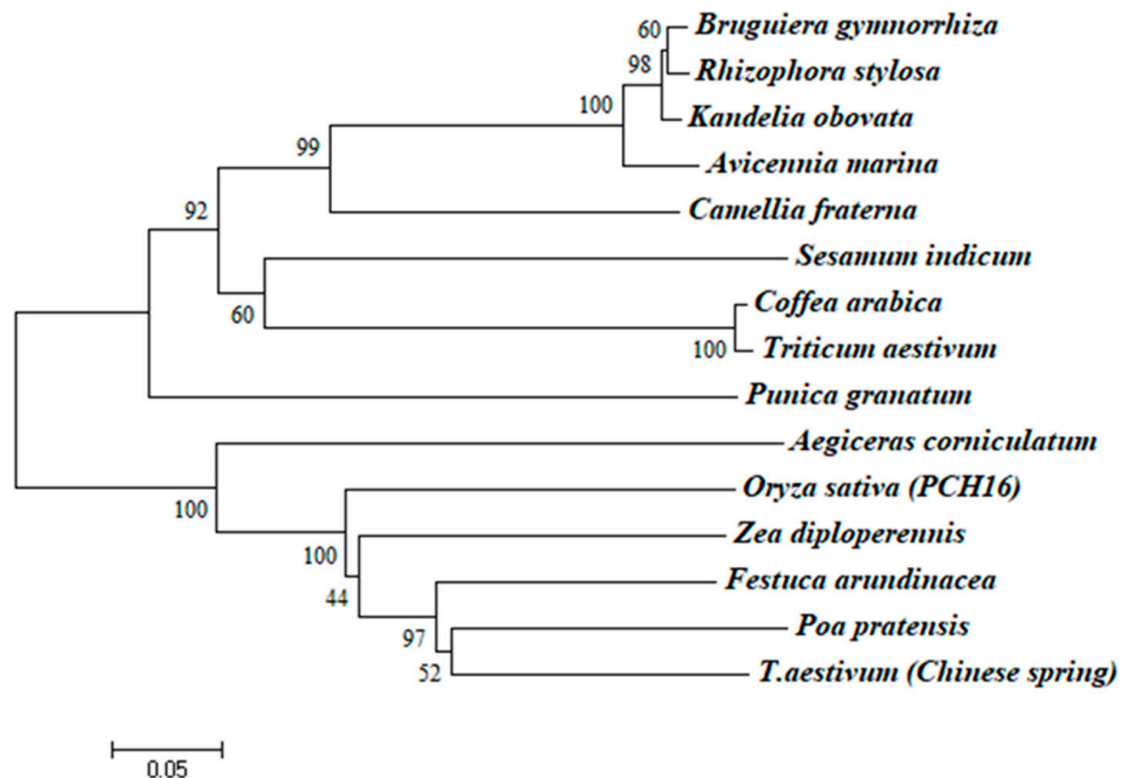 60
Bruguiera gymnorrhiza
98
Rhizophora stylosa
100
Kandelia obovata
99
Avicennia marina
92
Camellia fraterna
Sesamum indicum
60
Coffea arabica
100
Triticum aestivum
Punica granatum
Aegiceras corniculatum
100
Oryza sativa (PCH16)
100
Zea diploperennis
44
Festuca arundinacea
97
Poa pratensis
52
T.aestivum (Chinese spring)
0.05